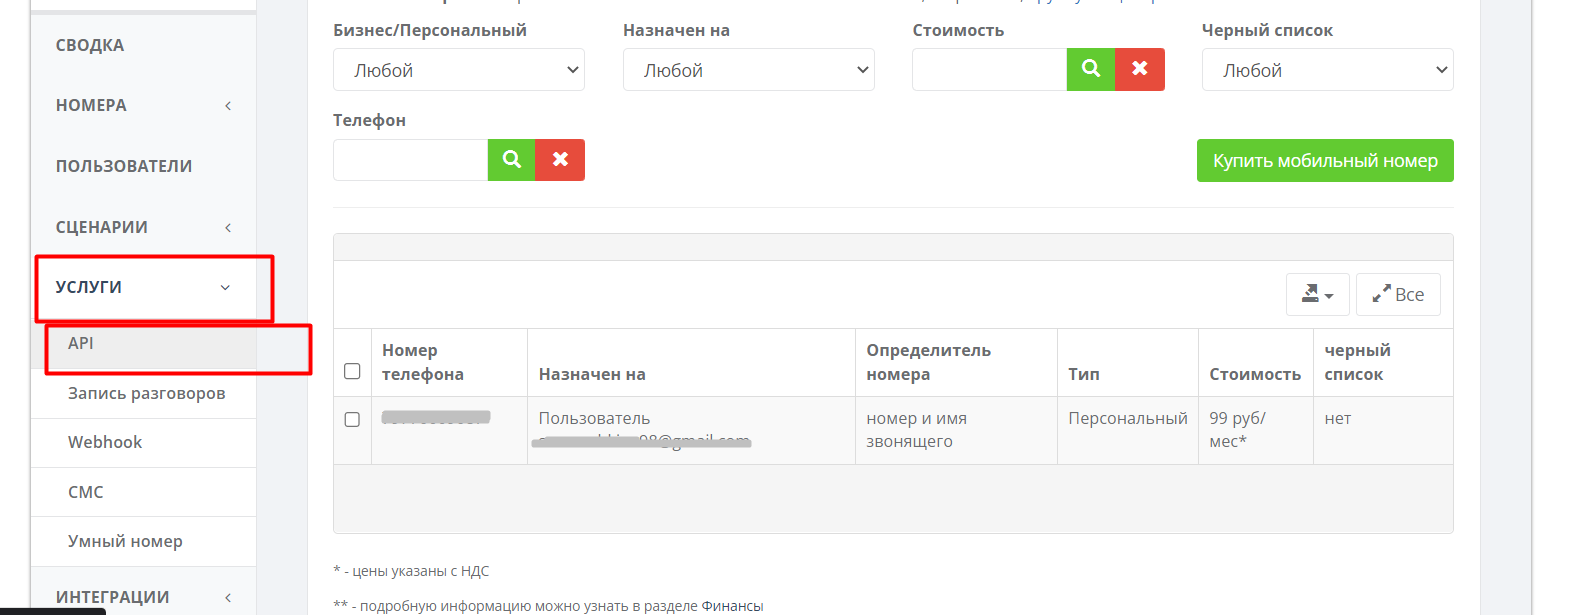 СВОДКА
НОМЕРА
ПОЛЬЗОВАТЕЛИ
СЦЕНАРИИ
УСЛУГИ
API
Запись разговоров
Webhook
СМС
Умный номер
ИНТЕГРАЦИИ
Бизнес/Персональный
Назначен на
Стоимость
Черный список
Любой
Любой
Любой
Телефон
Купить мобильный номер
Все
Номер телефона
Назначен на
Определитель номера
Тип
Стоимость
черный список
Пользователь
номер и имя звонящего
Персональный
99 руб/мес*
нет
* - цены указаны с НДС
** - подробную информацию можно узнать в разделе Финансы